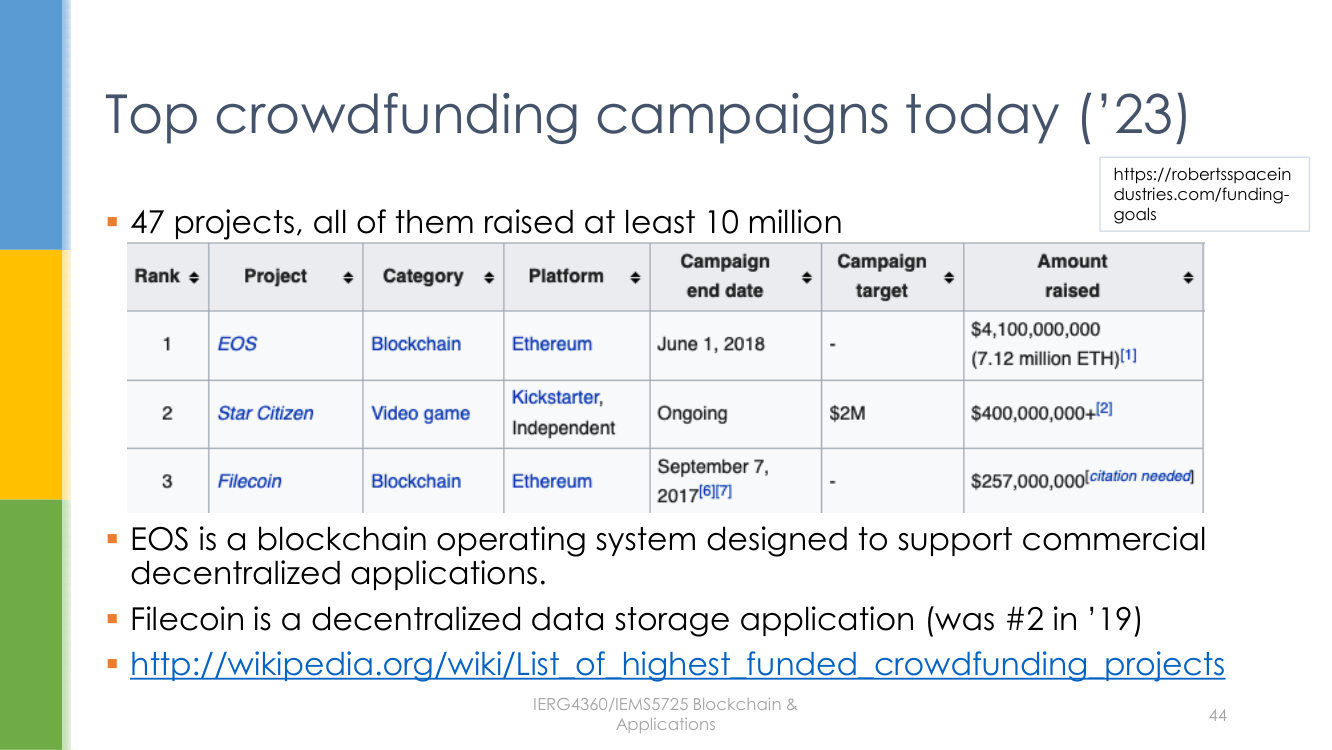 Top crowdfunding campaigns today (’23)
https://robertsspacein
dustries.com/funding-
goals
▪ 47 projects, all of them raised at least 10 million
Rank Project Category Platform Campaign end date Campaign target Amount raised
1 EOS Blockchain Ethereum June 1, 2018 - $4,100,000,000 (7.12 million ETH)[1]
2 Star Citizen Video game Kickstarter, Independent Ongoing $2M $400,000,000+[2]
3 Filecoin Blockchain Ethereum September 7, 2017[6][7] - $257,000,000[citation needed]
▪ EOS is a blockchain operating system designed to support commercial
decentralized applications.
▪ Filecoin is a decentralized data storage application (was #2 in ’19)
▪ http://wikipedia.org/wiki/List_of_highest_funded_crowdfunding_projects
IERG4360/IEMS5725 Blockchain &
Applications
44